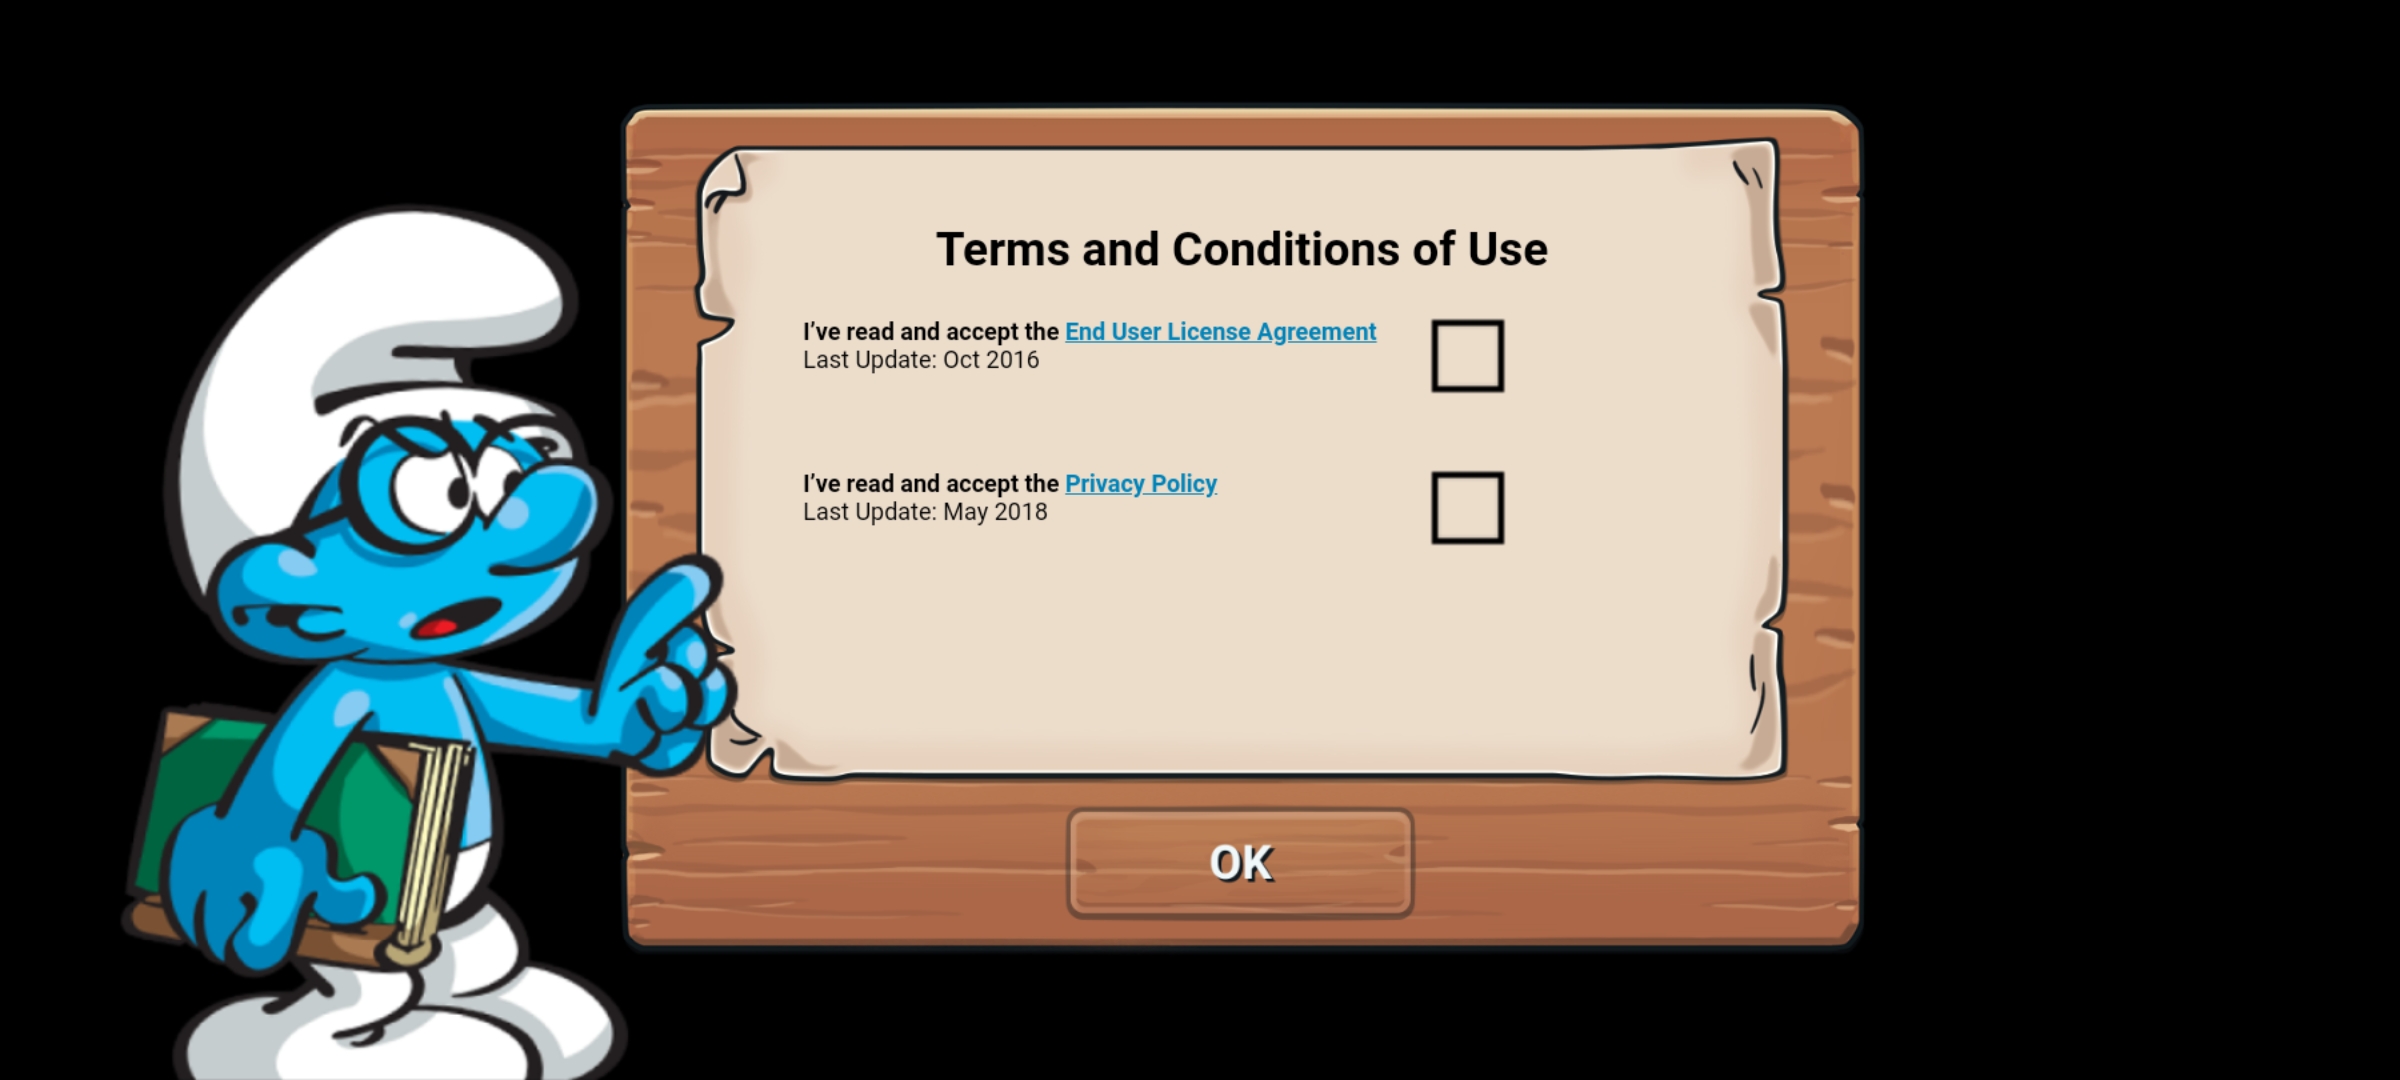 Terms and Conditions of Use
I’ve read and accept the End User License Agreement
Last Update: Oct 2016
I’ve read and accept the Privacy Policy
Last Update: May 2018
OK